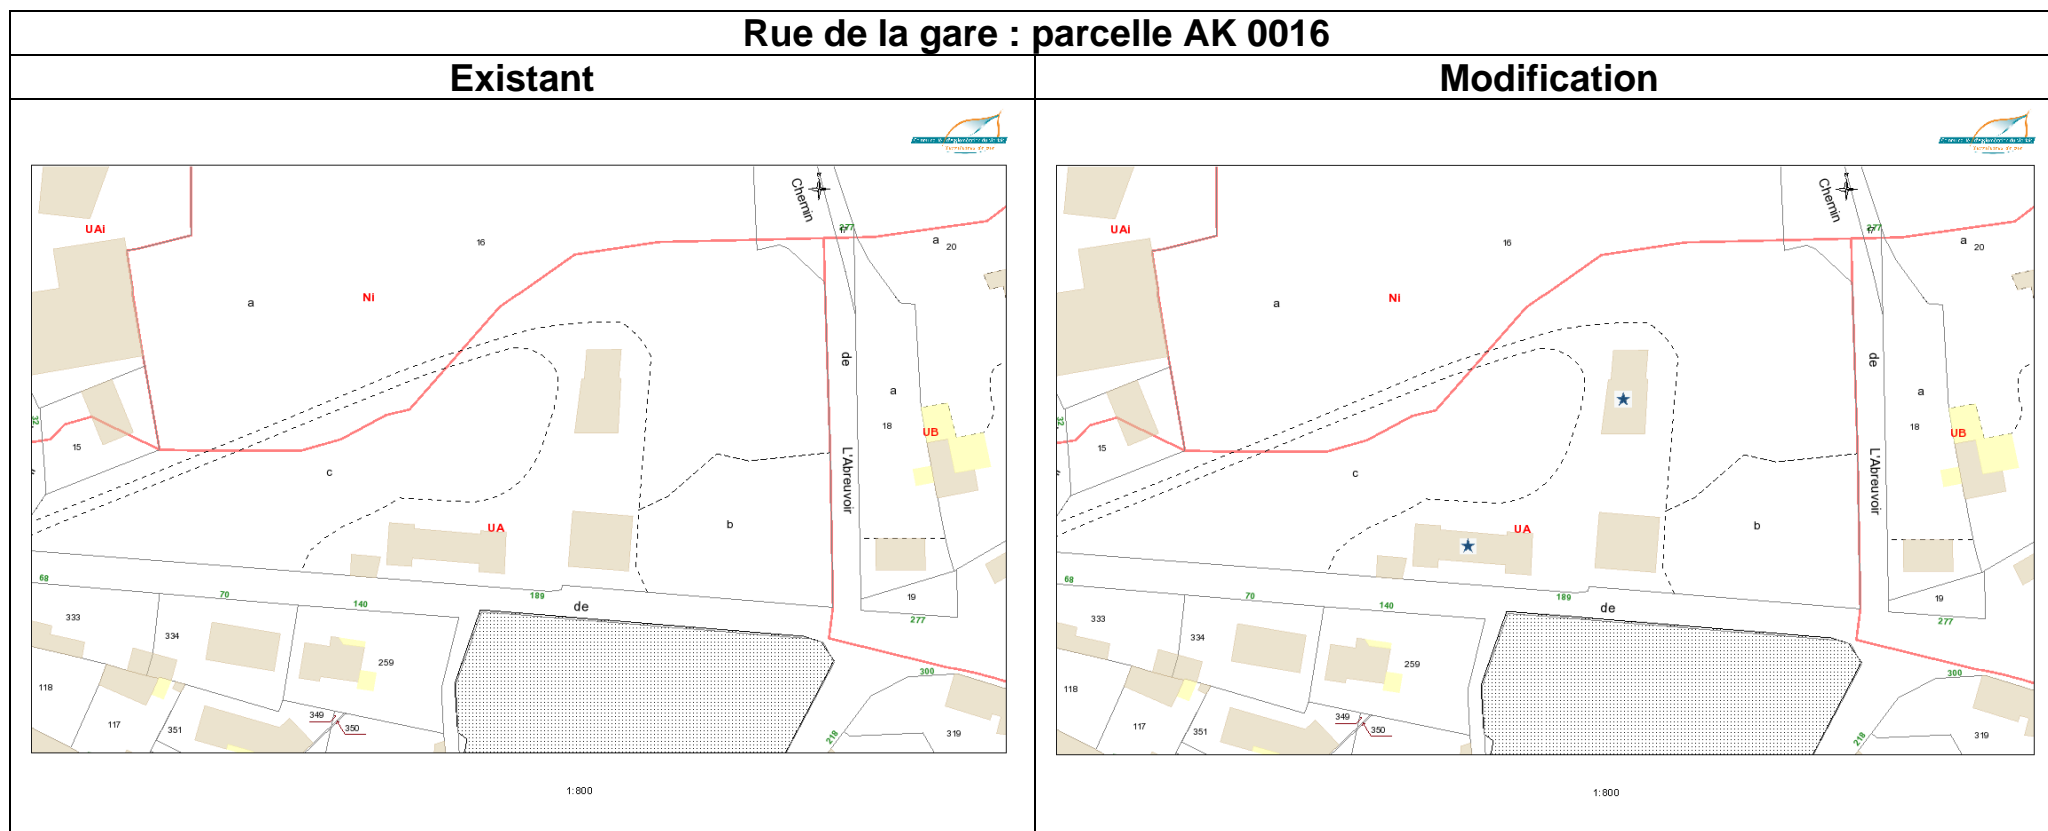 Rue de la gare : parcelle AK 0016
Existant
Modification
Chemin
UAi
277
16
a
20
a
Ni
de
a
32
18
UB
15
c
L'Abreuvoir
UA
b
68
70
140
189
de
19
277
333
334
259
300
118
117
351
349
350
218
319
1:800
Chemin
UAi
277
16
a
20
a
Ni
de
a
32
18
UB
15
c
L'Abreuvoir
UA
b
68
70
140
189
de
19
277
333
334
259
300
118
117
351
349
350
218
319
1:800